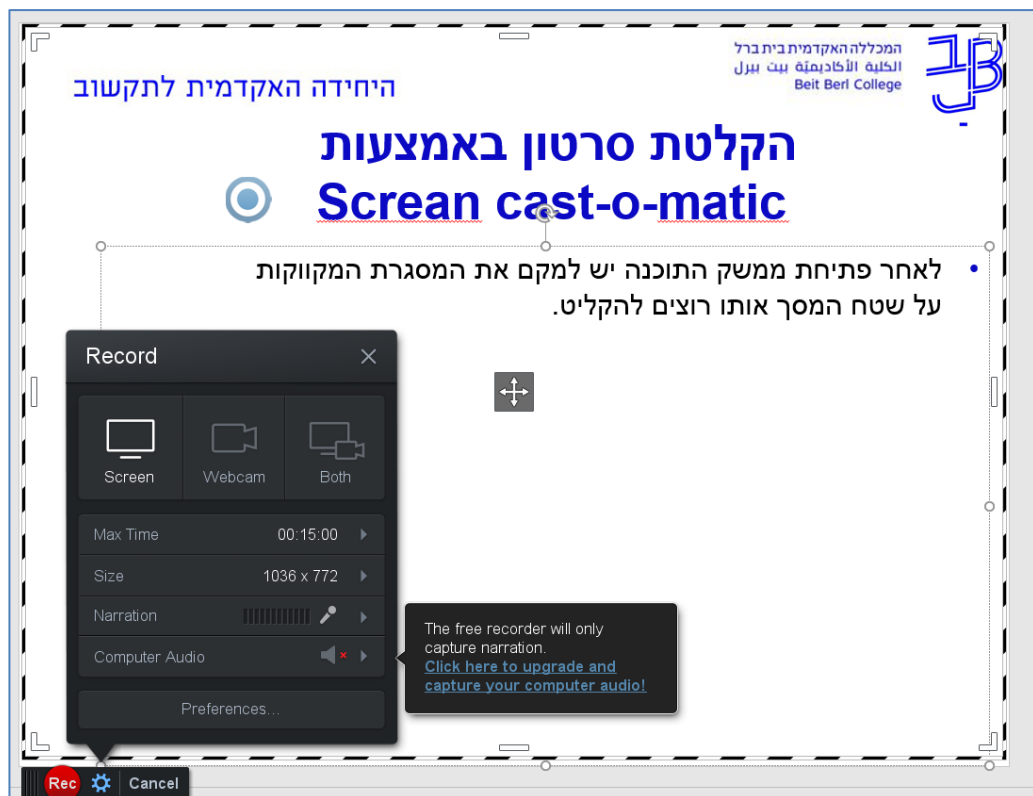 המכללה האקדמית בית ברל
الكلية الأكاديميّة بيت بيرل
Beit Berl College
היחידה האקדמית לתקשוב
הקלטת סרטון באמצעות
Screan cast-o-matic
• לאחר פתיחת ממשק התוכנה יש למקם את המסגרת המקווקות
על שטח המסך אותו רוצים להקליט.
Record
Screen Webcam Both
Max Time 00:15:00
Size 1036 x 772
Narration
Computer Audio
Preferences...
The free recorder will only
capture narration.
Click here to upgrade and
capture your computer audio!
Rec Cancel